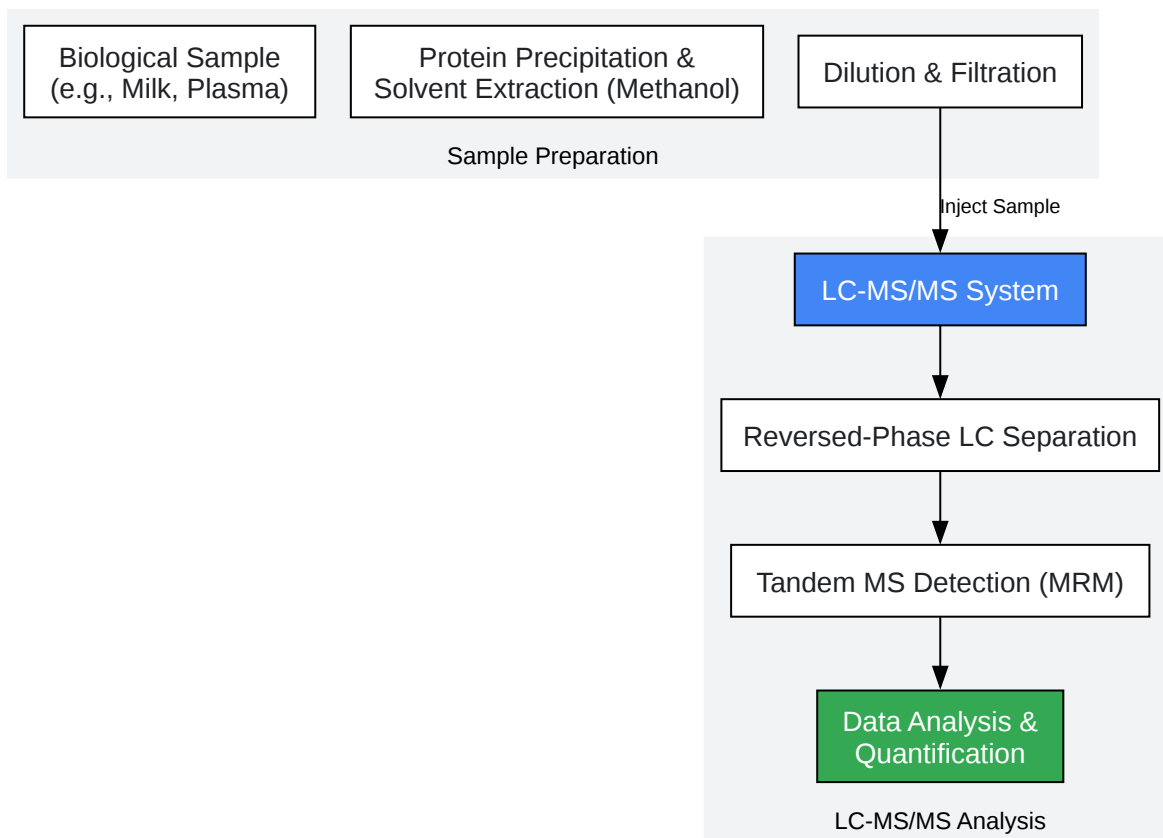 Biological Sample
(e.g., Milk, Plasma)
Protein Precipitation &
Solvent Extraction (Methanol)
Dilution & Filtration
Sample Preparation
Inject Sample
LC-MS/MS System
Reversed-Phase LC Separation
Tandem MS Detection (MRM)
Data Analysis &
Quantification
LC-MS/MS Analysis